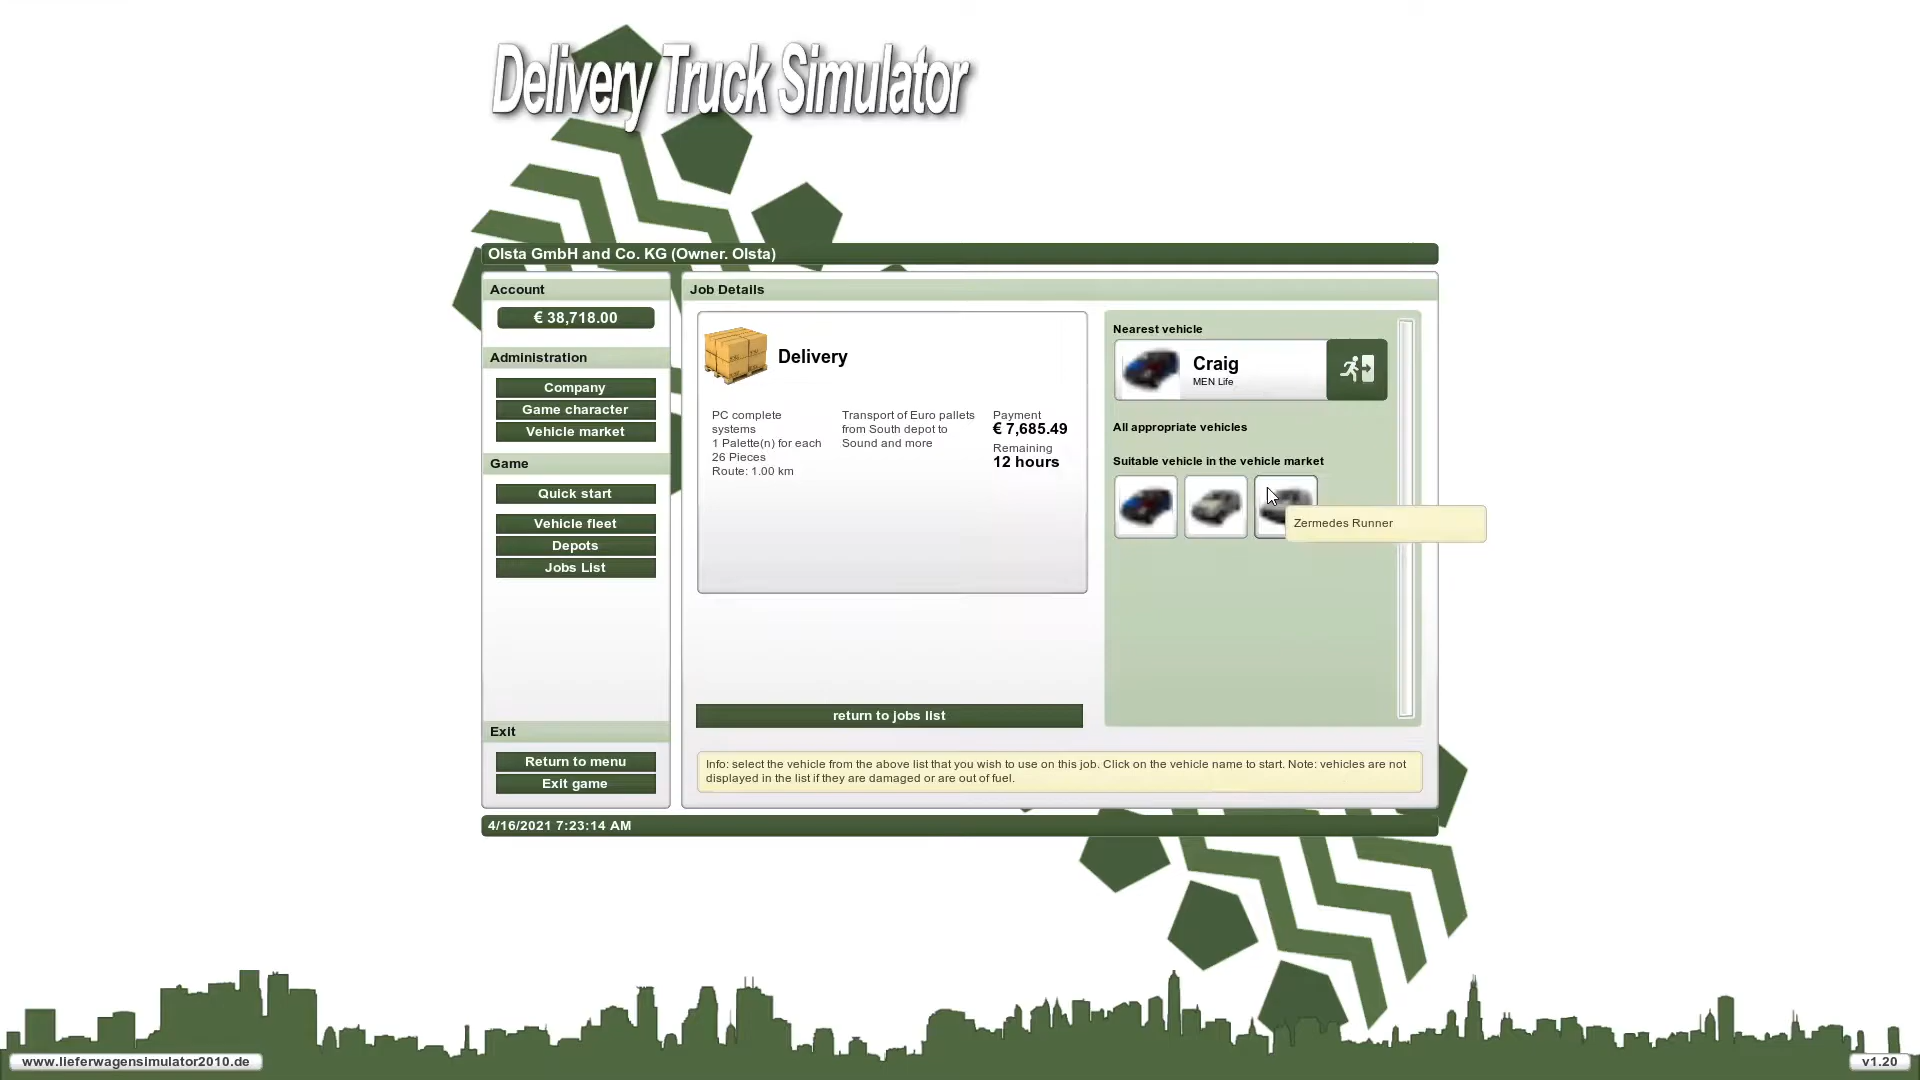 Delivery Truck Simulator
Olsta GmbH and Co. KG (Owner. Olsta)
Account
€ 38,718.00
Administration
Company
Game character
Vehicle market
Game
Quick start
Vehicle fleet
Depots
Jobs List
Exit
Return to menu
Exit game
Job Details
Delivery
PC complete
systems
1 Palette(n) for each
26 Pieces
Route: 1.00 km
Transport of Euro pallets
from South depot to
Sound and more
Payment
€ 7,685.49
Remaining
12 hours
return to jobs list
Nearest vehicle
Craig
MEN Life
All appropriate vehicles
Suitable vehicle in the vehicle market
Zermedes Runner
Info: select the vehicle from the above list that you wish to use on this job. Click on the vehicle name to start. Note: vehicles are not
displayed in the list if they are damaged or are out of fuel.
4/16/2021 7:23:14 AM
www.lieferwagensimulator2010.de
v1.20